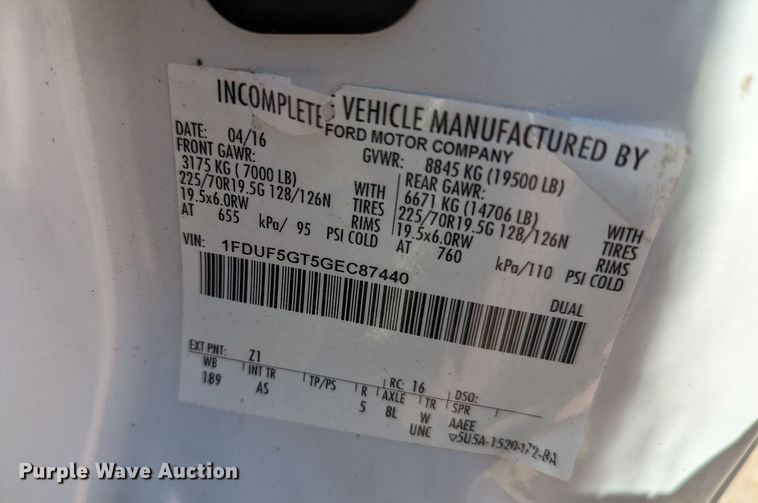 INCOMPLETE VEHICLE MANUFACTURED BY
FORD MOTOR COMPANY
DATE: 04/16 GVWR: 8845 KG (19500 LB)
FRONT GAWR: REAR GAWR:
3175 KG (7000 LB) WITH 6671 KG (14706 LB) WITH
225/70R19.5G 128/126N TIRES 225/70R19.5G 128/126N TIRES
19.5x6.0RW RIMS 19.5x6.0RW RIMS
AT 655 kPa/ 95 PSI COLD AT 760 kPa/110 PSI COLD
VIN: 1FDUF5GT5GEC87440
DUAL
EXT PNT: Z1 RC: 16 DSO:
WB INT TR TP/PS R AXLE TR SPR
189 AS 5 8L W AAEE
UNC 5U5A-1520472-BA
Purple Wave Auction